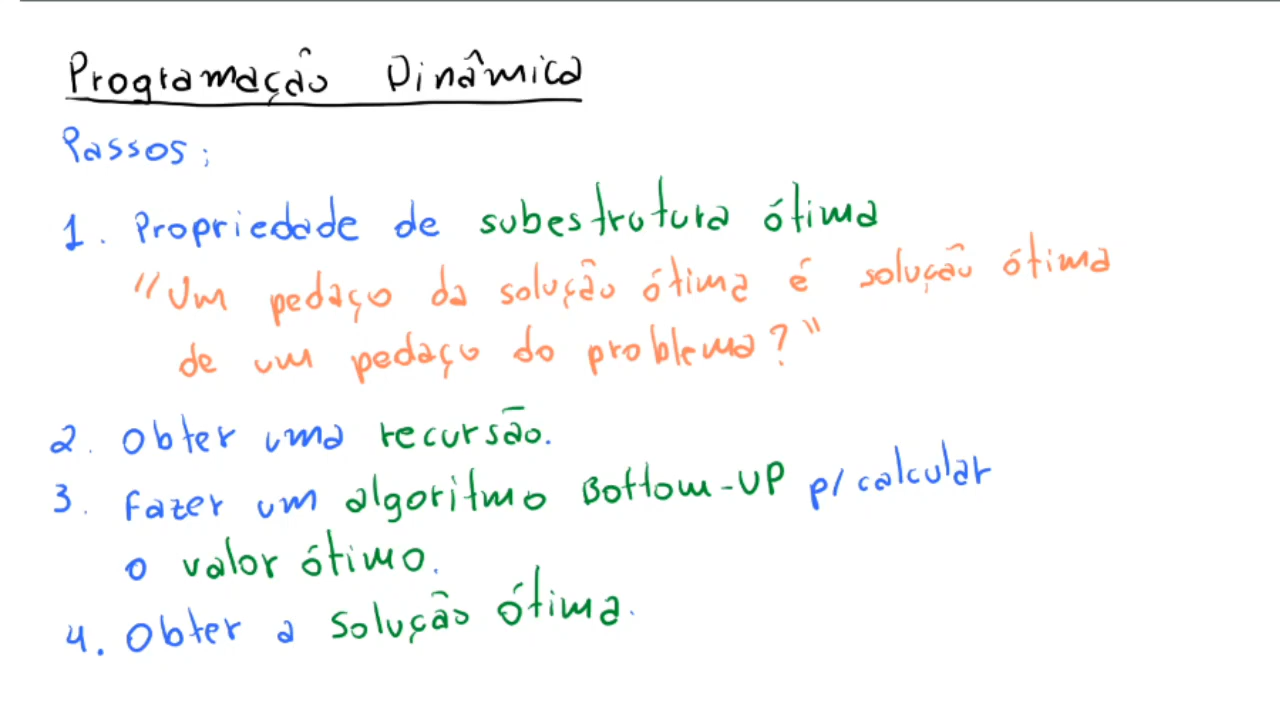 Programação Dinâmica
Passos:
1. Propriedade de subestrutura ótima
"Um pedaço da solução ótima é solução ótima
de um pedaço do problema?"
2. Obter uma recursão.
3. Fazer um algoritmo Bottom-UP p/ calcular
o valor ótimo.
4. Obter a solução ótima.